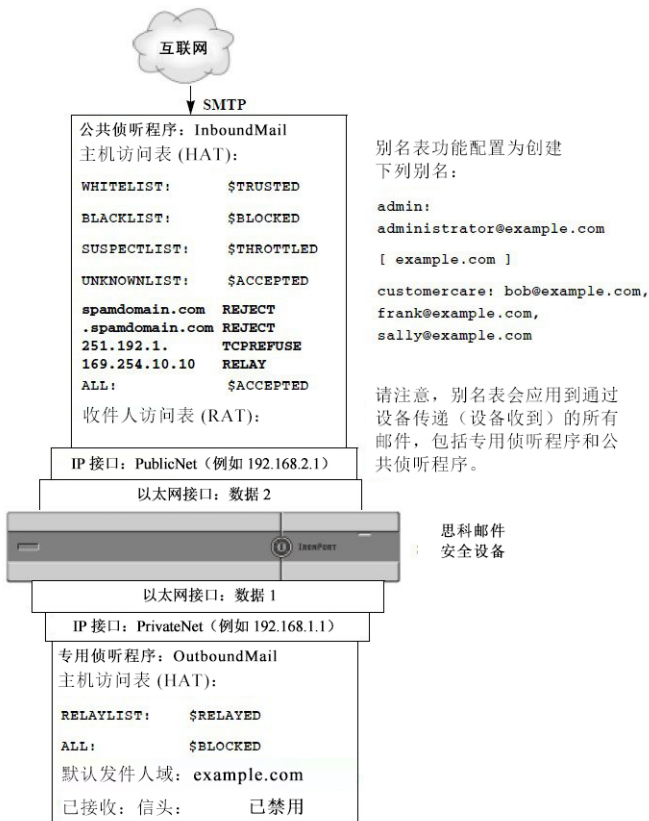 互联网
SMTP
公共侦听程序：InboundMail
主机访问表 (HAT)：
WHITELIST: $TRUSTED
BLACKLIST: $BLOCKED
SUSPECTLIST: $THROTTLED
UNKNOWNLIST: $ACCEPTED
spamdomain.com REJECT
.spamdomain.com REJECT
251.192.1. TCPREFUSE
169.254.10.10 RELAY
ALL: $ACCEPTED
收件人访问表 (RAT)：
别名表功能配置为创建
下列别名：
admin:
administrator@example.com
[ example.com ]
customercare: bob@example.com,
frank@example.com,
sally@example.com
请注意，别名表会应用到通过
设备传递（设备收到）的所有
邮件，包括专用侦听程序和公
共侦听程序。
IP 接口：PublicNet（例如 192.168.2.1）
以太网接口：数据 2
IRONPORT
思科邮件
安全设备
以太网接口：数据 1
IP 接口：PrivateNet（例如 192.168.1.1）
专用侦听程序：OutboundMail
主机访问表 (HAT)：
RELAYLIST: $RELAYED
ALL: $BLOCKED
默认发件人域：example.com
已接收：信头： 已禁用